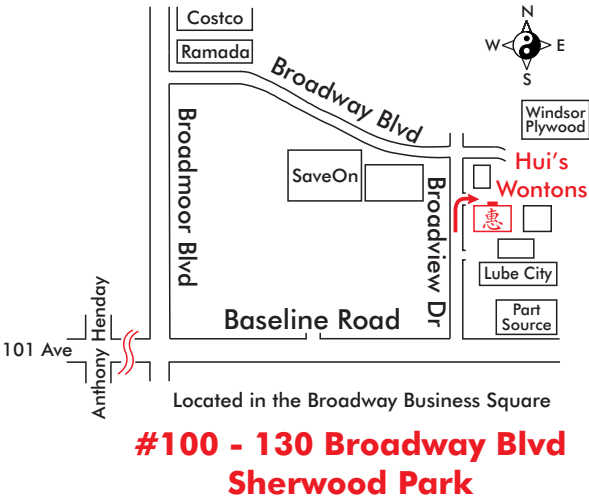 Costco
Ramada
N
W
E
S
Broadway Blvd
Windsor
Plywood
Hui's
Wontons
SaveOn
惠
Broadmoor Blvd
Broadview Dr
Lube City
Part
Source
Baseline Road
101 Ave
Anthony Henday
Located in the Broadway Business Square
#100 - 130 Broadway Blvd
Sherwood Park